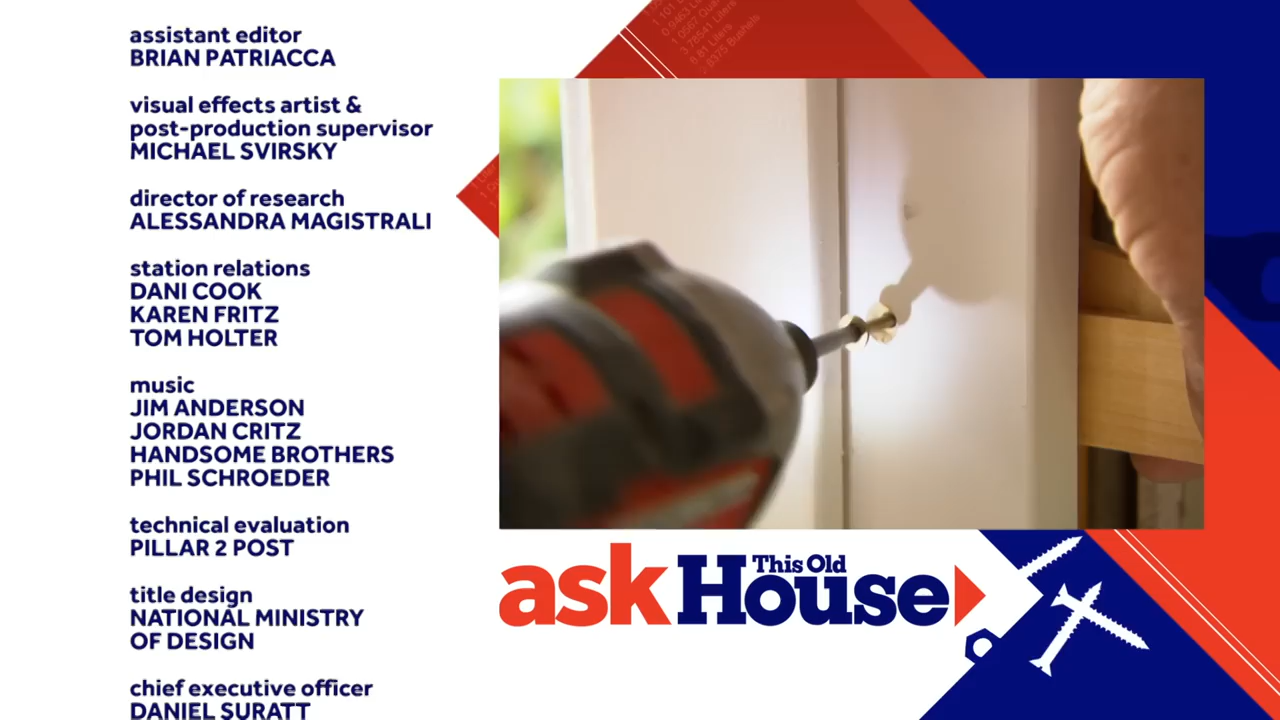 assistant editor
BRIAN PATRIACCA
visual effects artist &
post-production supervisor
MICHAEL SVIRSKY
director of research
ALESSANDRA MAGISTRALI
station relations
DANI COOK
KAREN FRITZ
TOM HOLTER
music
JIM ANDERSON
JORDAN CRITZ
HANDSOME BROTHERS
PHIL SCHROEDER
technical evaluation
PILLAR 2 POST
title design
NATIONAL MINISTRY
OF DESIGN
chief executive officer
DANIEL SURATT
ask This Old House